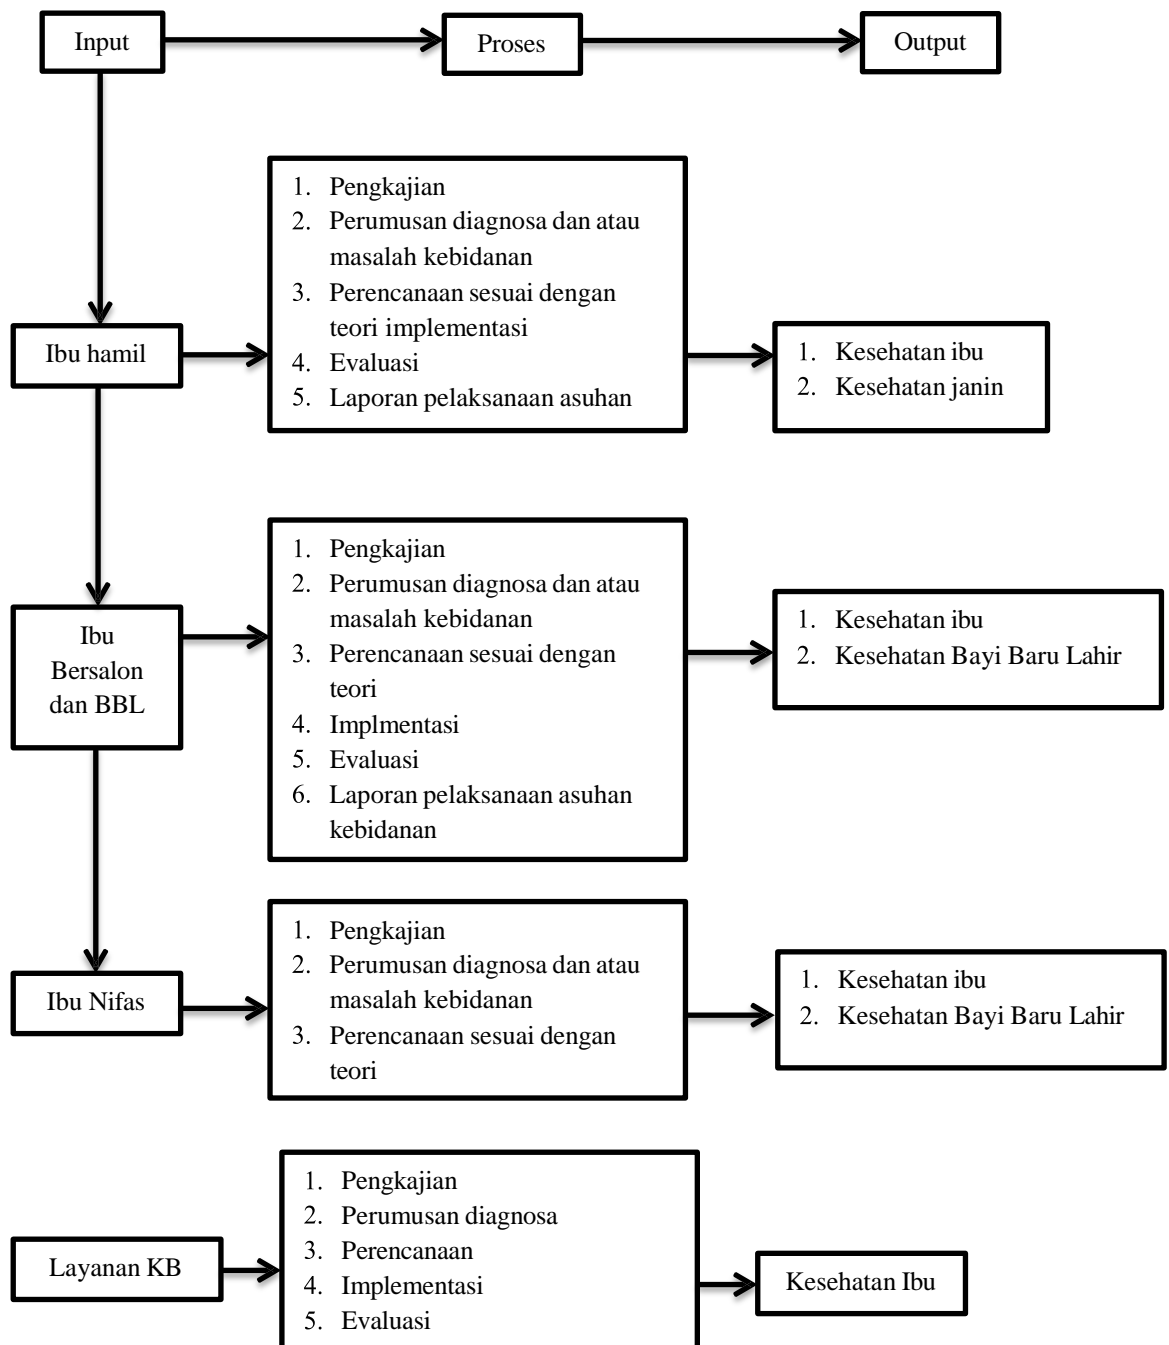 Input
Proses
Output
1. Pengkajian
2. Perumusan diagnosa dan atau
masalah kebidanan
3. Perencanaan sesuai dengan
teori implementasi
4. Evaluasi
5. Laporan pelaksanaan asuhan
Ibu hamil
1. Kesehatan ibu
2. Kesehatan janin
1. Pengkajian
2. Perumusan diagnosa dan atau
masalah kebidanan
3. Perencanaan sesuai dengan
teori
4. Implmentasi
5. Evaluasi
6. Laporan pelaksanaan asuhan
kebidanan
Ibu
Bersalon
dan BBL
1. Kesehatan ibu
2. Kesehatan Bayi Baru Lahir
1. Pengkajian
2. Perumusan diagnosa dan atau
masalah kebidanan
3. Perencanaan sesuai dengan
teori
Ibu Nifas
1. Kesehatan ibu
2. Kesehatan Bayi Baru Lahir
1. Pengkajian
2. Perumusan diagnosa
3. Perencanaan
4. Implementasi
5. Evaluasi
Layanan KB
Kesehatan Ibu